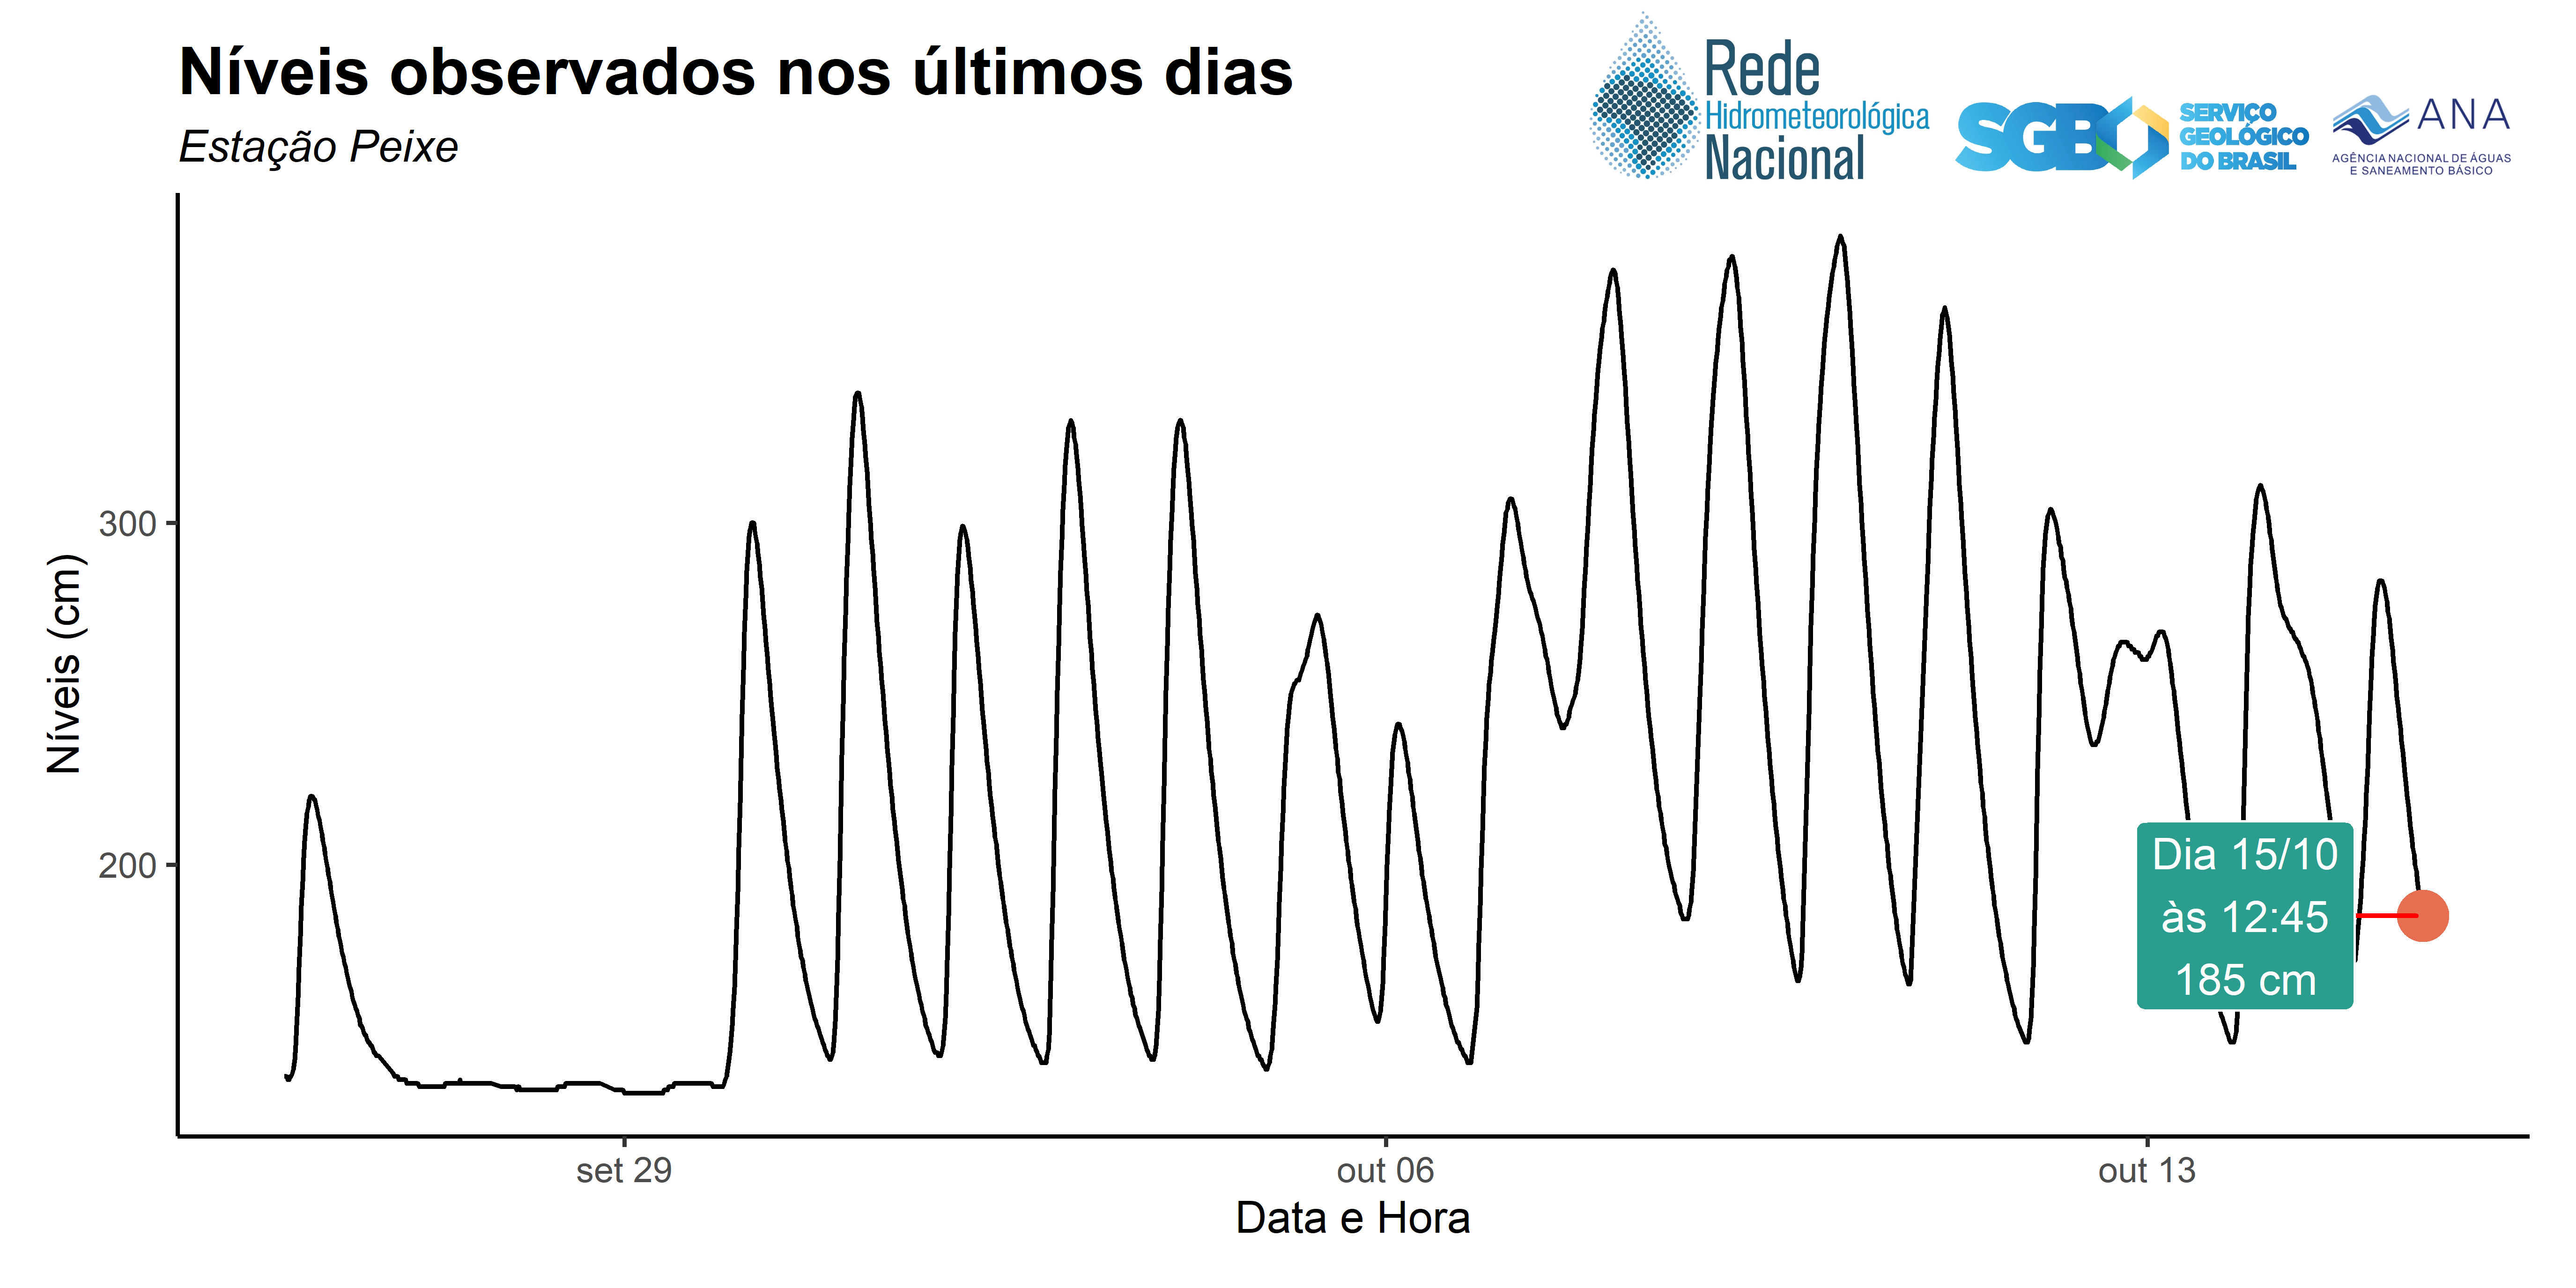 Níveis observados nos últimos dias
Estação Peixe
Rede
Hidrometeorológica
Nacional
SGB
SERVIÇO
GEOLÓGICO
DO BRASIL
ANA
AGÊNCIA NACIONAL DE ÁGUAS
E SANEAMENTO BÁSICO
Níveis (cm)
300
200
Dia 15/10
às 12:45
185 cm
set 29
out 06
out 13
Data e Hora